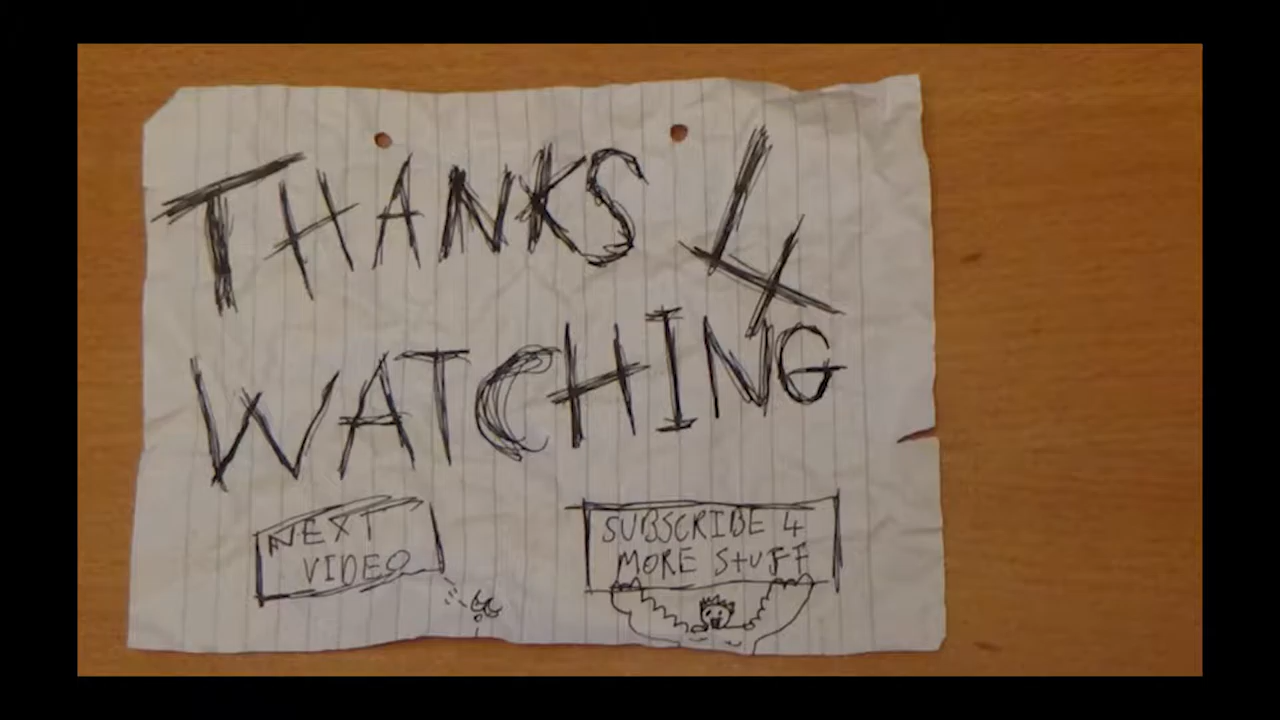 THANKS 4
WATCHING
NEXT
VIDEO
SUBSCRIBE 4
MORE STUFF